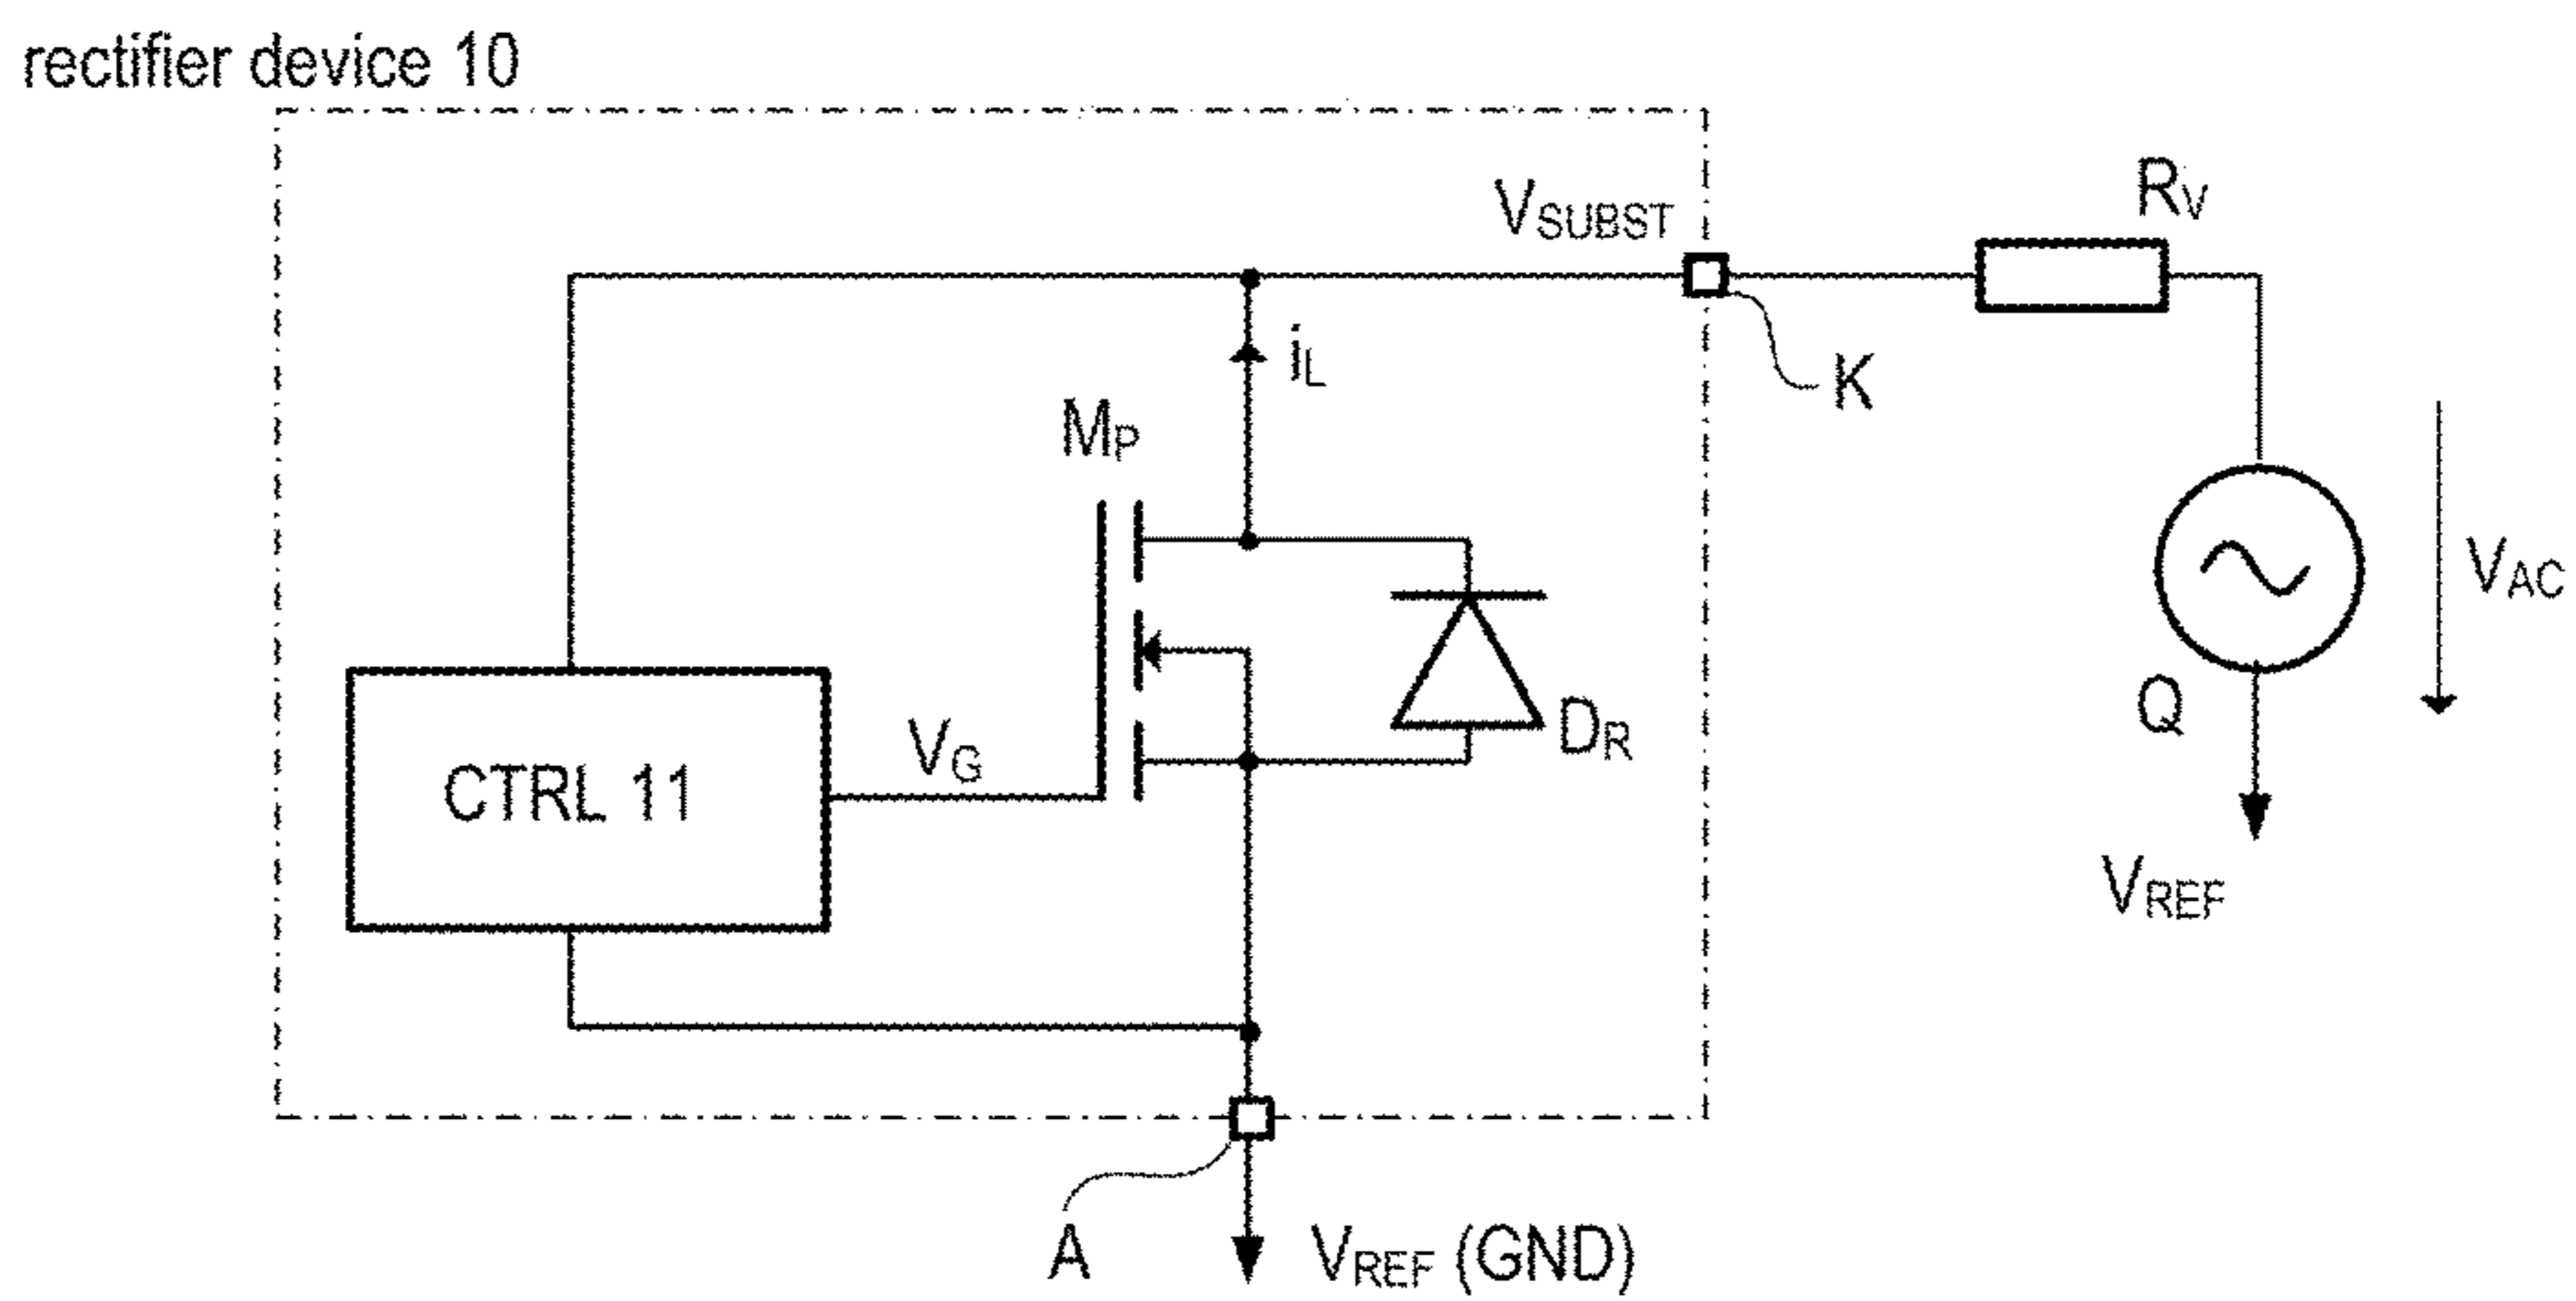 rectifier device 10
VSUBST
RV
iL
K
MP
VAC
DR
Q
VG
CTRL 11
VREF
A
VREF (GND)